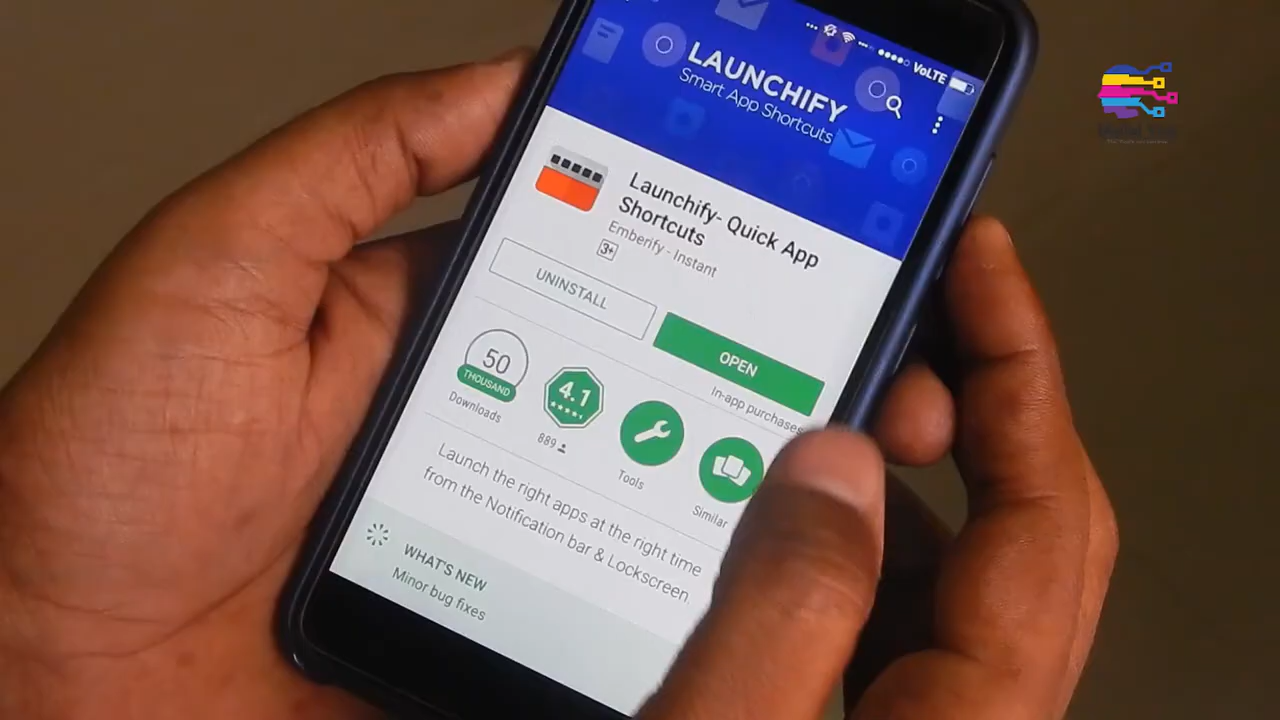 VoLTE
LAUNCHIFY
Smart App Shortcuts
Launchify- Quick App
Shortcuts
Emberify - Instant
3+
UNINSTALL
OPEN
In-app purchases
50
THOUSAND
Downloads
4.1
889
Tools
Similar
Launch the right apps at the right time
from the Notification bar & Lockscreen.
WHAT'S NEW
Minor bug fixes